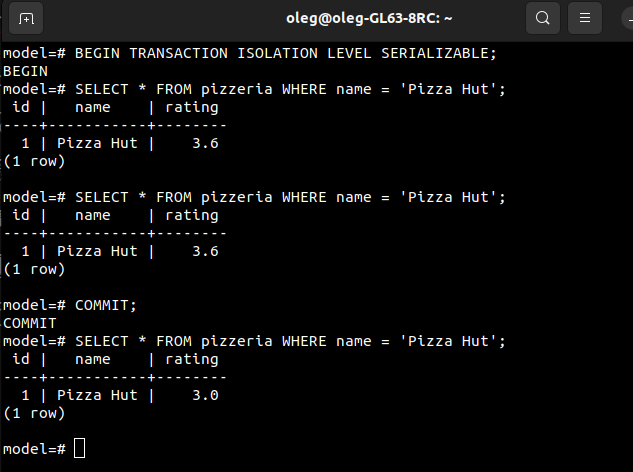 oleg@oleg-GL63-8RC: ~
model=# BEGIN TRANSACTION ISOLATION LEVEL SERIALIZABLE;
BEGIN
model=# SELECT * FROM pizzeria WHERE name = 'Pizza Hut';
 id |   name    | rating
----+-----------+--------
  1 | Pizza Hut |    3.6
(1 row)

model=# SELECT * FROM pizzeria WHERE name = 'Pizza Hut';
 id |   name    | rating
----+-----------+--------
  1 | Pizza Hut |    3.6
(1 row)

model=# COMMIT;
COMMIT
model=# SELECT * FROM pizzeria WHERE name = 'Pizza Hut';
 id |   name    | rating
----+-----------+--------
  1 | Pizza Hut |    3.0
(1 row)

model=#